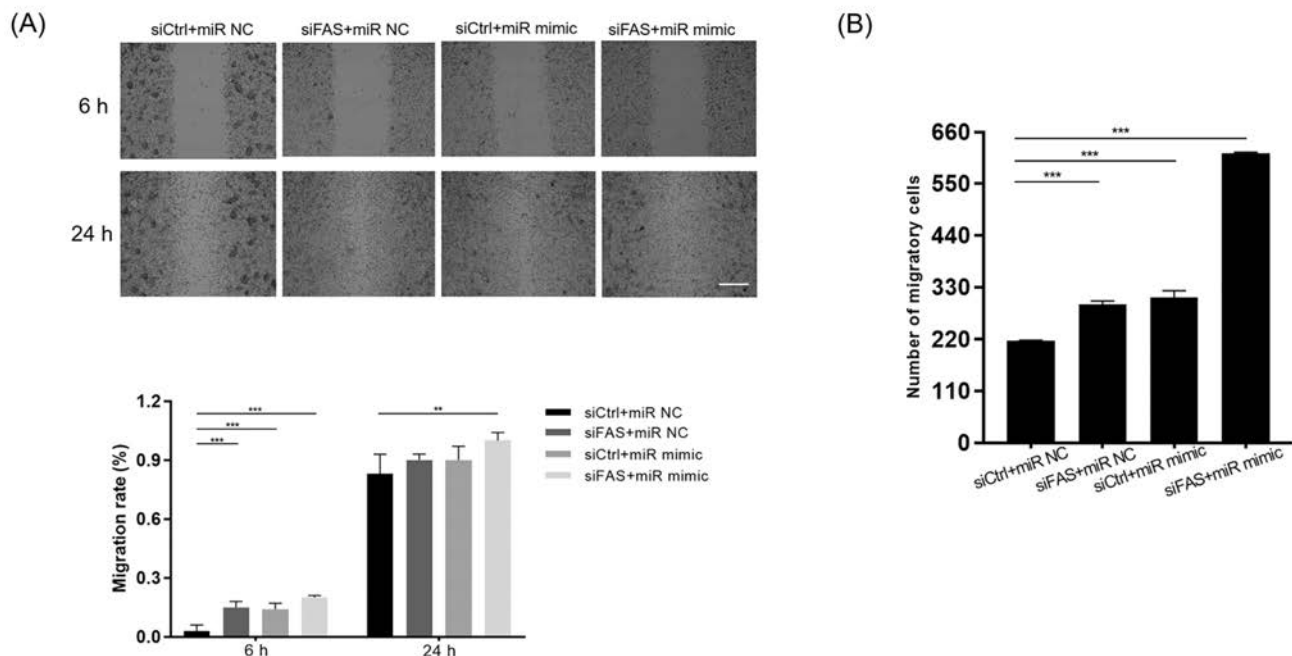 (A)
siCtrl+miR NC siFAS+miR NC siCtrl+miR mimic siFAS+miR mimic
6 h
24 h
Migration rate (%)
1.2
0.9
0.6
0.3
0.0
***
***
***
**
6 h 24 h
siCtrl+miR NC
siFAS+miR NC
siCtrl+miR mimic
siFAS+miR mimic
(B)
Number of migratory cells
660
550
440
330
220
110
0
***
***
***
siCtrl+miR NC siFAS+miR NC siCtrl+miR mimic siFAS+miR mimic